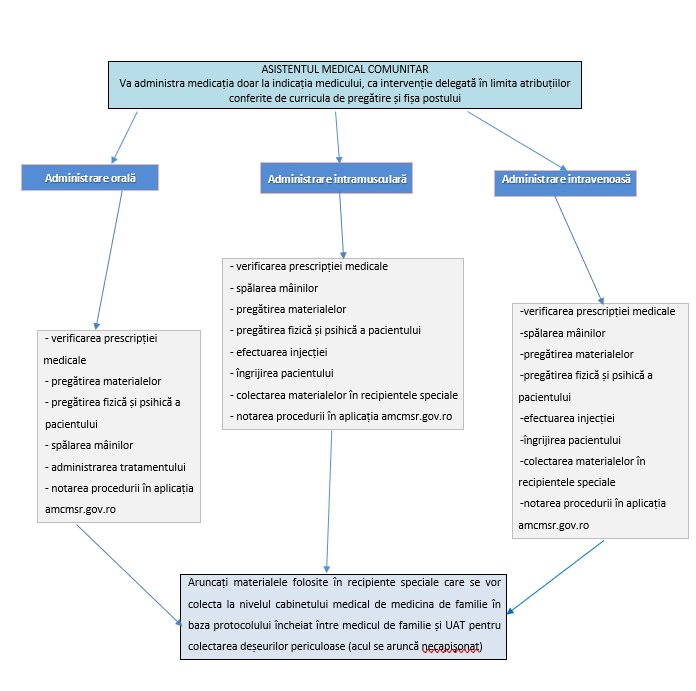 ASISTENTUL MEDICAL COMUNITAR
Va administra medicația doar la indicația medicului, ca intervenție delegată în limita atribuțiilor
conferite de curricula de pregătire și fișa postului
Administrare orală
Administrare intramusculară
Administrare intravenoasă
- verificarea prescripției
medicale
- pregătirea materialelor
- pregătirea fizică și psihică a
pacientului
- spălarea mâinilor
- administrarea tratamentului
- notarea procedurii în aplicația
amcmsr.gov.ro
- verificarea prescripției medicale
- spălarea mâinilor
- pregătirea materialelor
- pregătirea fizică și psihică a pacientului
- efectuarea injecției
- îngrijirea pacientului
- colectarea materialelor în recipientele speciale
- notarea procedurii în aplicația amcmsr.gov.ro
-verificarea prescripției medicale
-spălarea mâinilor
-pregătirea materialelor
-pregătirea fizică și psihică a
pacientului
-efectuarea injecției
-îngrijirea pacientului
-colectarea materialelor în
recipientele speciale
-notarea procedurii în aplicația
amcmsr.gov.ro
Aruncați materialele folosite în recipiente speciale care se vor
colecta la nivelul cabinetului medical de medicina de familie în
baza protocolului încheiat între medicul de familie și UAT pentru
colectarea deșeurilor periculoase (acul se aruncă necapișonat)